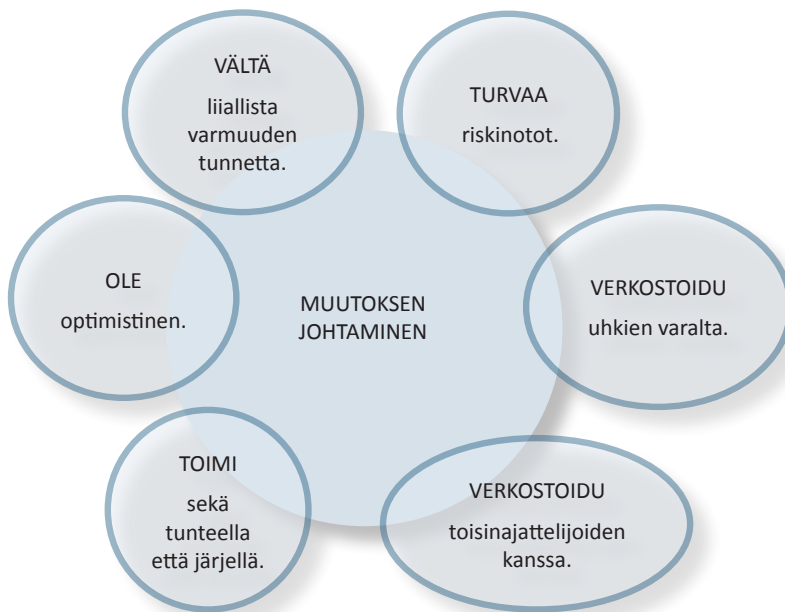 VÄLTÄ
liiallista
varmuuden
tunnetta.
TURVAA
riskinotot.
OLE
optimistinen.
MUUTOKSEN
JOHTAMINEN
VERKOSTOIDU
uhkien varalta.
TOIMI
sekä
tunteella
että järjellä.
VERKOSTOIDU
toisinajattelijoiden
kanssa.